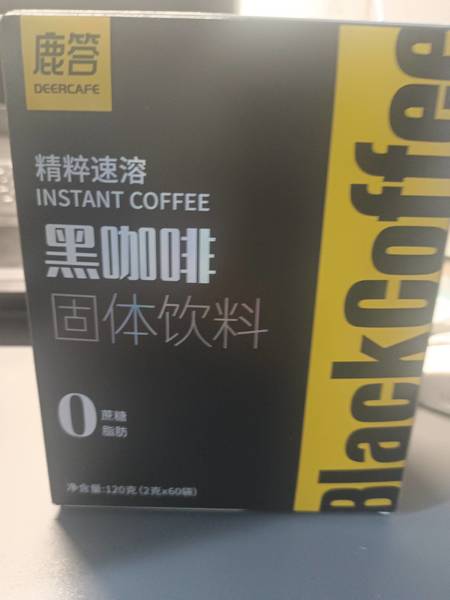 鹿答
DEERCAFE
精粹速溶
INSTANT COFFEE
黑咖啡
固体饮料
0 蔗糖
脂肪
净含量:120克(2克x60袋)
BlackCoffee